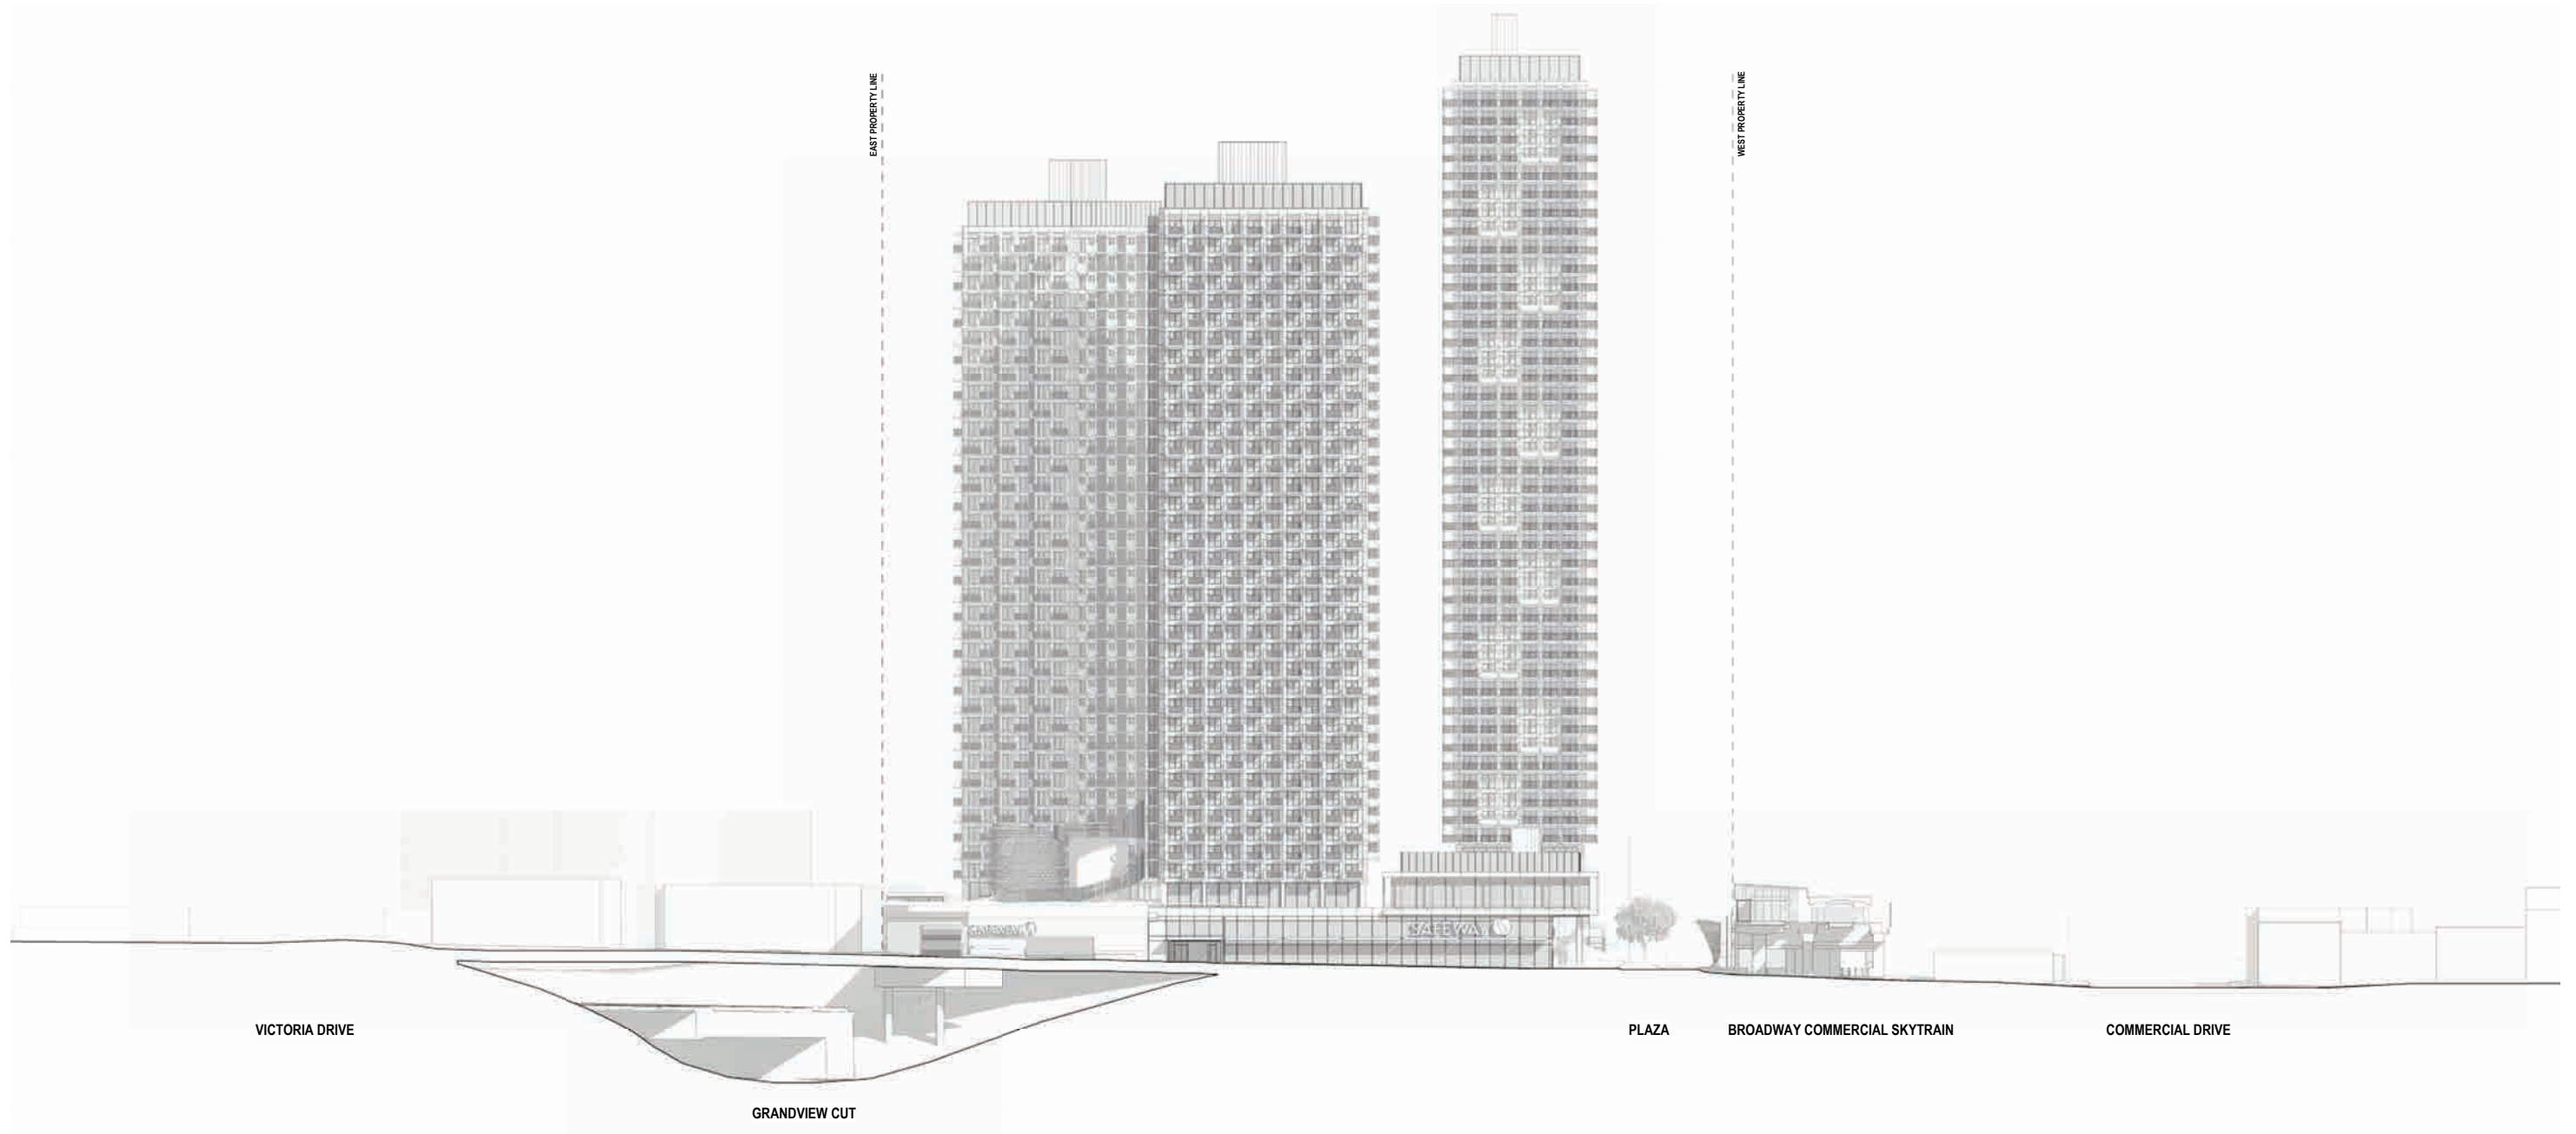 EAST PROPERTY LINE
WEST PROPERTY LINE
SAFEWAY
SAFEWAY
VICTORIA DRIVE
PLAZA
BROADWAY COMMERCIAL SKYTRAIN
COMMERCIAL DRIVE
GRANDVIEW CUT